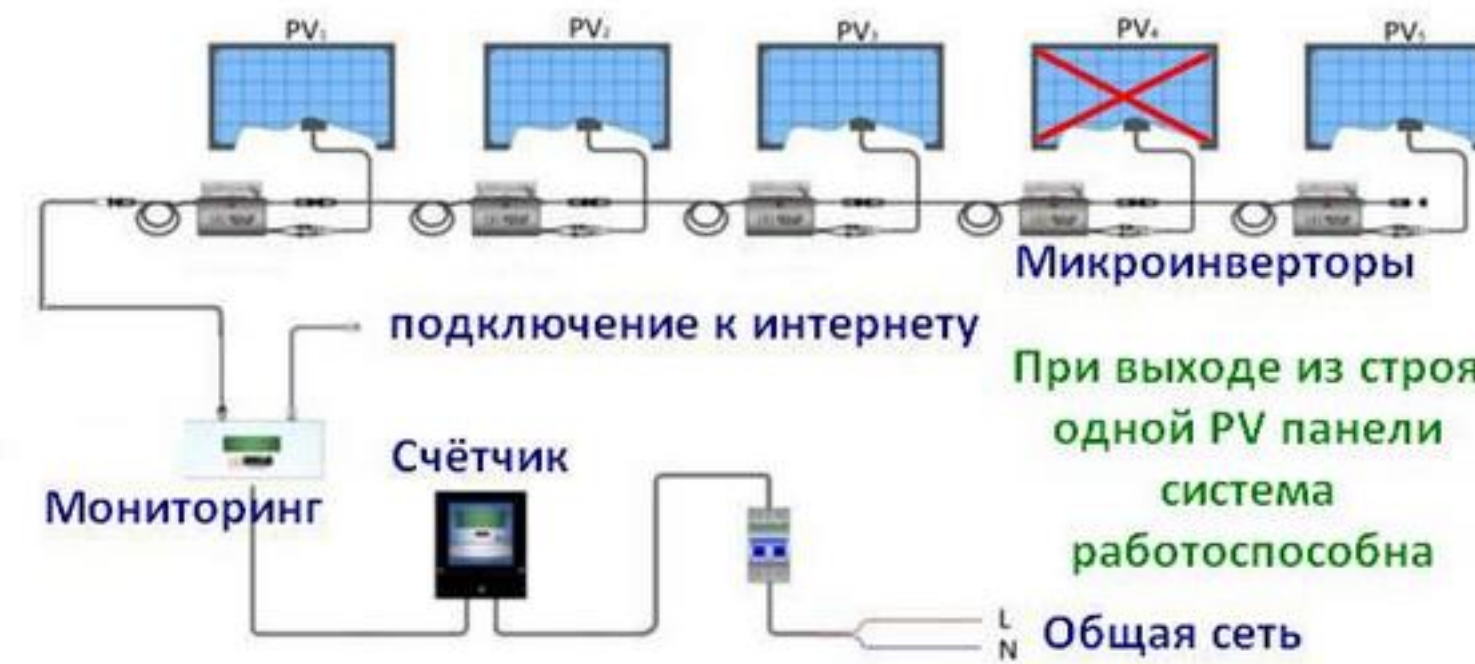 PV₁ PV₂ PV₃ PV₄ PV₅
Микроинверторы
подключение к интернету
При выходе из строя
одной PV панели
система
работоспособна
Счётчик
Мониторинг
L
N
Общая сеть